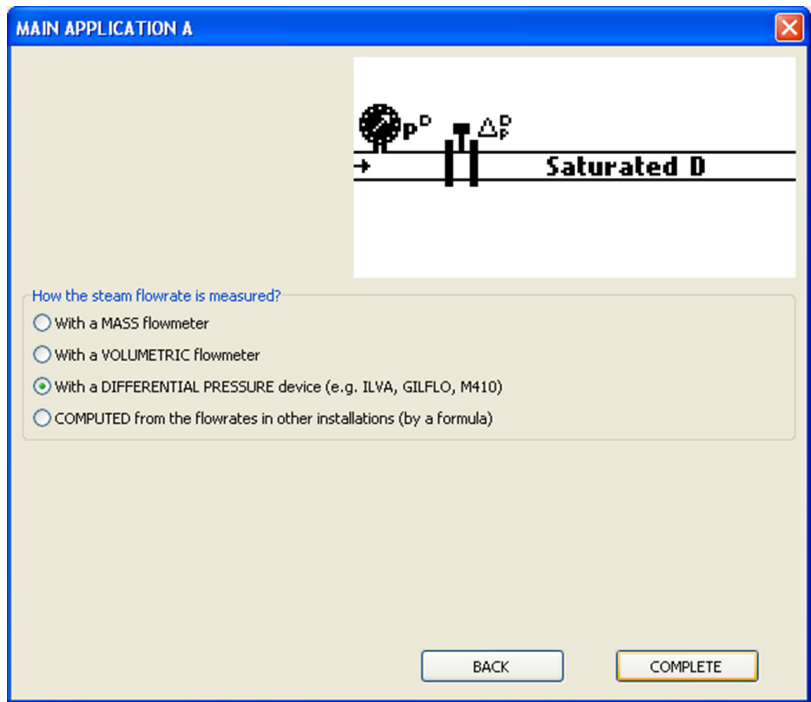 MAIN APPLICATION A
PD
ΔDP
Saturated D
How the steam flowrate is measured?
With a MASS flowmeter
With a VOLUMETRIC flowmeter
With a DIFFERENTIAL PRESSURE device (e.g. ILVA, GILFLO, M410)
COMPUTED from the flowrates in other installations (by a formula)
BACK COMPLETE